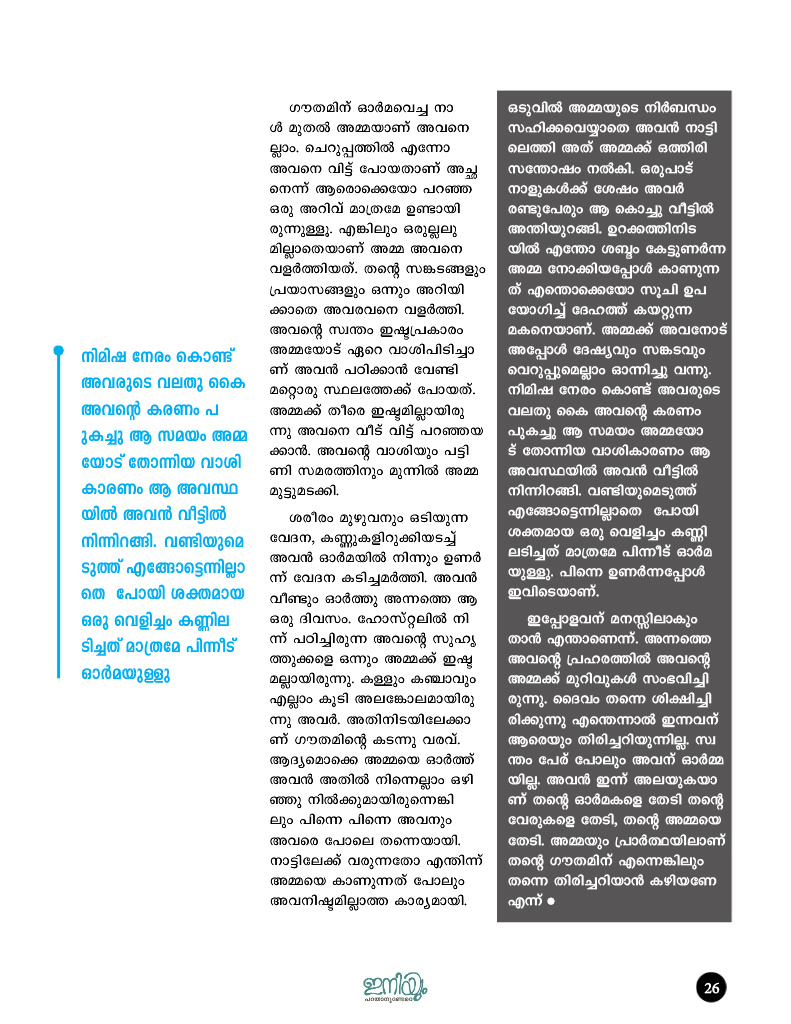 നിമിഷ നേരം കൊണ്ട്
അവരുടെ വലതു കൈ
അവന്റെ കരണം പ
ുകച്ചു ആ സമയം അമ്മ
യോട് തോന്നിയ വാശി
കാരണം ആ അവസ്ഥ
യിൽ അവൻ വീട്ടിൽ
നിന്നിറങ്ങി. വണ്ടിയുമെ
ടുത്ത് എങ്ങോട്ടെന്നില്ലാ
തെ പോയി ശക്തമായ
ഒരു വെളിച്ചം കണ്ണില
ടിച്ചത് മാത്രമേ പിന്നീട്
ഓർമയുള്ളു
ഗൗതമിന് ഓർമവെച്ച നാ
ൾ മുതൽ അമ്മയാണ് അവനെ
ല്ലാം. ചെറുപ്പത്തിൽ എന്നോ
അവനെ വിട്ട് പോയതാണ് അച്ഛ
നെന്ന് ആരൊക്കെയോ പറഞ്ഞ
ഒരു അറിവ് മാത്രമേ ഉണ്ടായി
രുന്നുള്ളൂ. എങ്കിലും ഒരുല്ലലു
മില്ലാതെയാണ് അമ്മ അവനെ
വളർത്തിയത്. തന്റെ സങ്കടങ്ങളും
പ്രയാസങ്ങളും ഒന്നും അറിയി
ക്കാതെ അവരവനെ വളർത്തി.
അവന്റെ സ്വന്തം ഇഷ്ടപ്രകാരം
അമ്മയോട് ഏറെ വാശിപിടിച്ചാ
ണ് അവൻ പഠിക്കാൻ വേണ്ടി
മറ്റൊരു സ്ഥലത്തേക്ക് പോയത്.
അമ്മക്ക് തീരെ ഇഷ്ടമില്ലായിരു
ന്നു അവനെ വീട് വിട്ട് പറഞ്ഞയ
ക്കാൻ. അവന്റെ വാശിയും പട്ടി
ണി സമരത്തിനും മുന്നിൽ അമ്മ
മുട്ടുമടക്കി.
ശരീരം മുഴുവനും ഒടിയുന്ന
വേദന, കണ്ണുകളിറുക്കിയടച്ച്
അവൻ ഓർമയിൽ നിന്നും ഉണർ
ന്ന് വേദന കടിച്ചമർത്തി. അവൻ
വീണ്ടും ഓർത്തു അന്നത്തെ ആ
ഒരു ദിവസം. ഹോസ്റ്റലിൽ നി
ന്ന് പഠിച്ചിരുന്ന അവന്റെ സുഹൃ
ത്തുക്കളെ ഒന്നും അമ്മക്ക് ഇഷ്ട
മല്ലായിരുന്നു. കള്ളും കഞ്ചാവും
എല്ലാം കൂടി അലങ്കോലമായിരു
ന്നു അവർ. അതിനിടയിലേക്കാ
ണ് ഗൗതമിന്റെ കടന്നു വരവ്.
ആദ്യമൊക്കെ അമ്മയെ ഓർത്ത്
അവൻ അതിൽ നിന്നെല്ലാം ഒഴി
ഞ്ഞു നിൽക്കുമായിരുന്നെങ്കി
ലും പിന്നെ പിന്നെ അവനും
അവരെ പോലെ തന്നെയായി.
നാട്ടിലേക്ക് വരുന്നതോ എന്തിന്
അമ്മയെ കാണുന്നത് പോലും
അവനിഷ്ടമില്ലാത്ത കാര്യമായി.
ഒടുവിൽ അമ്മയുടെ നിർബന്ധം
സഹിക്കവെയ്യാതെ അവൻ നാട്ടി
ലെത്തി അത് അമ്മക്ക് ഒത്തിരി
സന്തോഷം നൽകി. ഒരുപാട്
നാളുകൾക്ക് ശേഷം അവർ
രണ്ടുപേരും ആ കൊച്ചു വീട്ടിൽ
അന്തിയുറങ്ങി. ഉറക്കത്തിനിട
യിൽ എന്തോ ശബ്ദം കേട്ടുണർന്ന
അമ്മ നോക്കിയപ്പോൾ കാണുന്ന
ത് എന്തൊക്കെയോ സൂചി ഉപ
യോഗിച്ച് ദേഹത്ത് കയറ്റുന്ന
മകനെയാണ്. അമ്മക്ക് അവനോട്
അപ്പോൾ ദേഷ്യവും സങ്കടവും
വെറുപ്പുമെല്ലാം ഓന്നിച്ചു വന്നു.
നിമിഷ നേരം കൊണ്ട് അവരുടെ
വലതു കൈ അവന്റെ കരണം
പുകച്ചു ആ സമയം അമ്മയോ
ട് തോന്നിയ വാശികാരണം ആ
അവസ്ഥയിൽ അവൻ വീട്ടിൽ
നിന്നിറങ്ങി. വണ്ടിയുമെടുത്ത്
എങ്ങോട്ടെന്നില്ലാതെ പോയി
ശക്തമായ ഒരു വെളിച്ചം കണ്ണി
ലടിച്ചത് മാത്രമേ പിന്നീട് ഓർമ
യുള്ളു. പിന്നെ ഉണർന്നപ്പോൾ
ഇവിടെയാണ്.
ഇപ്പോളവന് മനസ്സിലാകും
താൻ എന്താണെന്ന്. അന്നത്തെ
അവന്റെ പ്രഹരത്തിൽ അവന്റെ
അമ്മക്ക് മുറിവുകൾ സംഭവിച്ചി
രുന്നു. ദൈവം തന്നെ ശിക്ഷിച്ചി
രിക്കുന്നു എന്തെന്നാൽ ഇന്നവന്
ആരെയും തിരിച്ചറിയുന്നില്ല. സ്വ
ന്തം പേര് പോലും അവന് ഓർമ്മ
യില്ല. അവൻ ഇന്ന് അലയുകയാ
ണ് തന്റെ ഓർമകളെ തേടി തന്റെ
വേരുകളെ തേടി, തന്റെ അമ്മയെ
തേടി. അമ്മയും പ്രാർത്ഥയിലാണ്
തന്റെ ഗൗതമിന് എന്നെങ്കിലും
തന്നെ തിരിച്ചറിയാൻ കഴിയണേ
എന്ന് ●
ഇനിയും
പറയാനുണ്ടേറെ
26